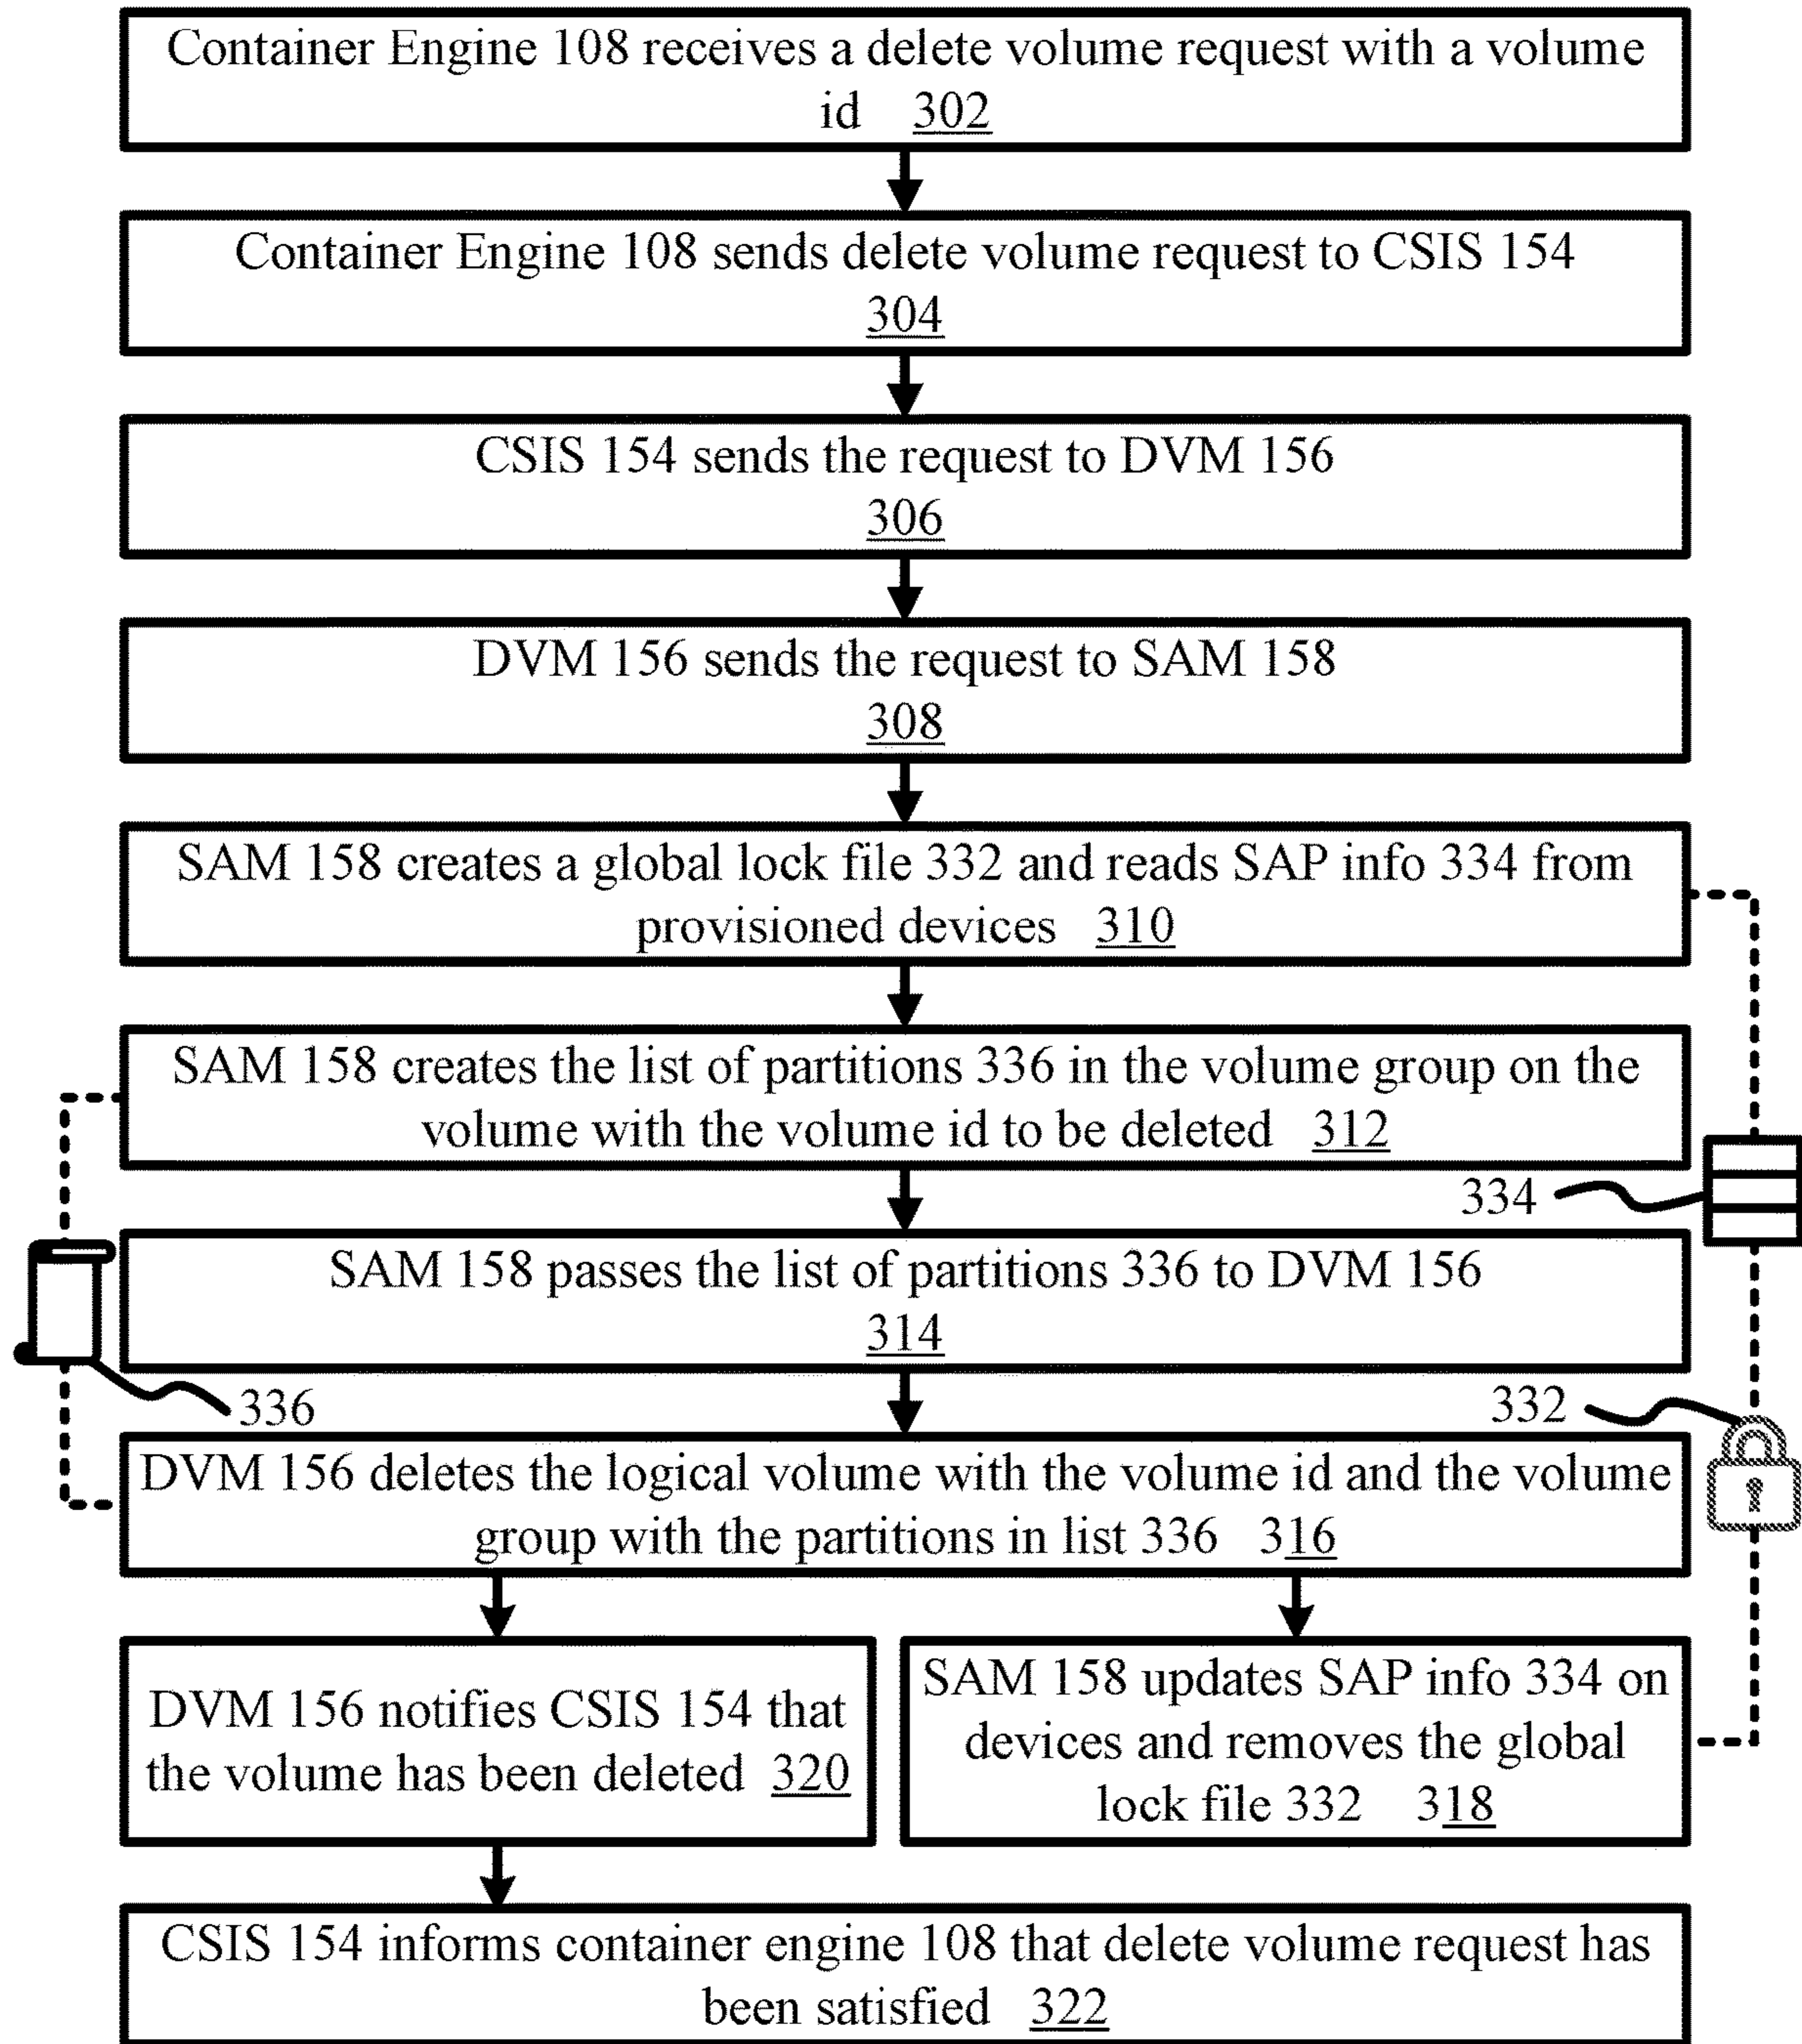 Container Engine 108 receives a delete volume request with a volume
id 302
Container Engine 108 sends delete volume request to CSIS 154
304
CSIS 154 sends the request to DVM 156
306
DVM 156 sends the request to SAM 158
308
SAM 158 creates a global lock file 332 and reads SAP info 334 from
provisioned devices 310
SAM 158 creates the list of partitions 336 in the volume group on the
volume with the volume id to be deleted 312
334
SAM 158 passes the list of partitions 336 to DVM 156
314
336
332
DVM 156 deletes the logical volume with the volume id and the volume
group with the partitions in list 336 316
DVM 156 notifies CSIS 154 that
the volume has been deleted 320
SAM 158 updates SAP info 334 on
devices and removes the global
lock file 332 318
CSIS 154 informs container engine 108 that delete volume request has
been satisfied 322